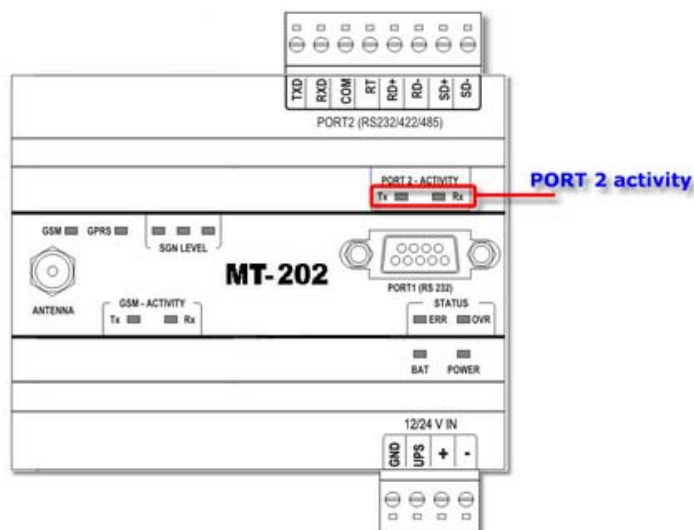 TXD RXD COM RT RD+ RD- SD+ SD-
PORT2 (RS232/422/485)
PORT 2 - ACTIVITY
Tx Rx
PORT 2 activity
GSM GPRS
SGN LEVEL
MT-202
ANTENNA
PORT1 (RS 232)
GSM - ACTIVITY
Tx Rx
STATUS
ERR OVR
BAT POWER
12/24 V IN
GND UPS + -